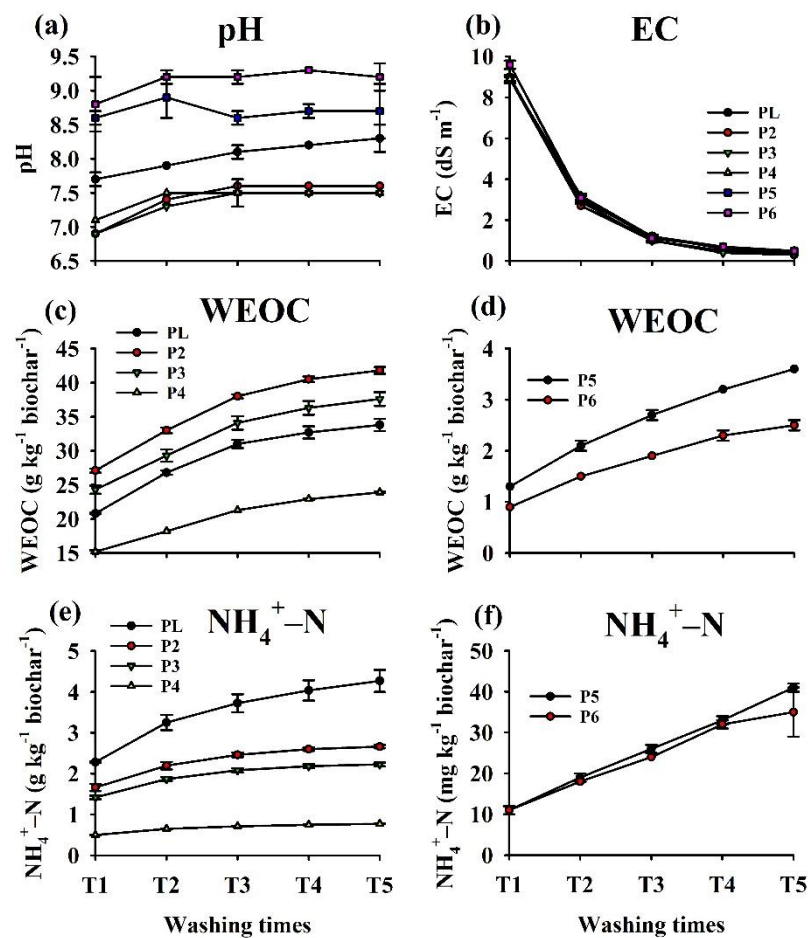 (a) pH
9.5
9.0
8.5
8.0
7.5
7.0
6.5
pH
(b) EC
10
8
6
4
2
0
EC (dS m⁻¹)
PL
P2
P3
P4
P5
P6
(c) WEOC
45
40
35
30
25
20
15
WEOC (g kg⁻¹ biochar⁻¹)
PL
P2
P3
P4
(d) WEOC
4
3
2
1
0
WEOC (g kg⁻¹ biochar⁻¹)
P5
P6
(e) NH₄⁺–N
5
4
3
2
1
0
NH₄⁺–N (g kg⁻¹ biochar⁻¹)
PL
P2
P3
P4
T1 T2 T3 T4 T5
Washing times
(f) NH₄⁺–N
50
40
30
20
10
0
NH₄⁺–N (mg kg⁻¹ biochar⁻¹)
P5
P6
T1 T2 T3 T4 T5
Washing times